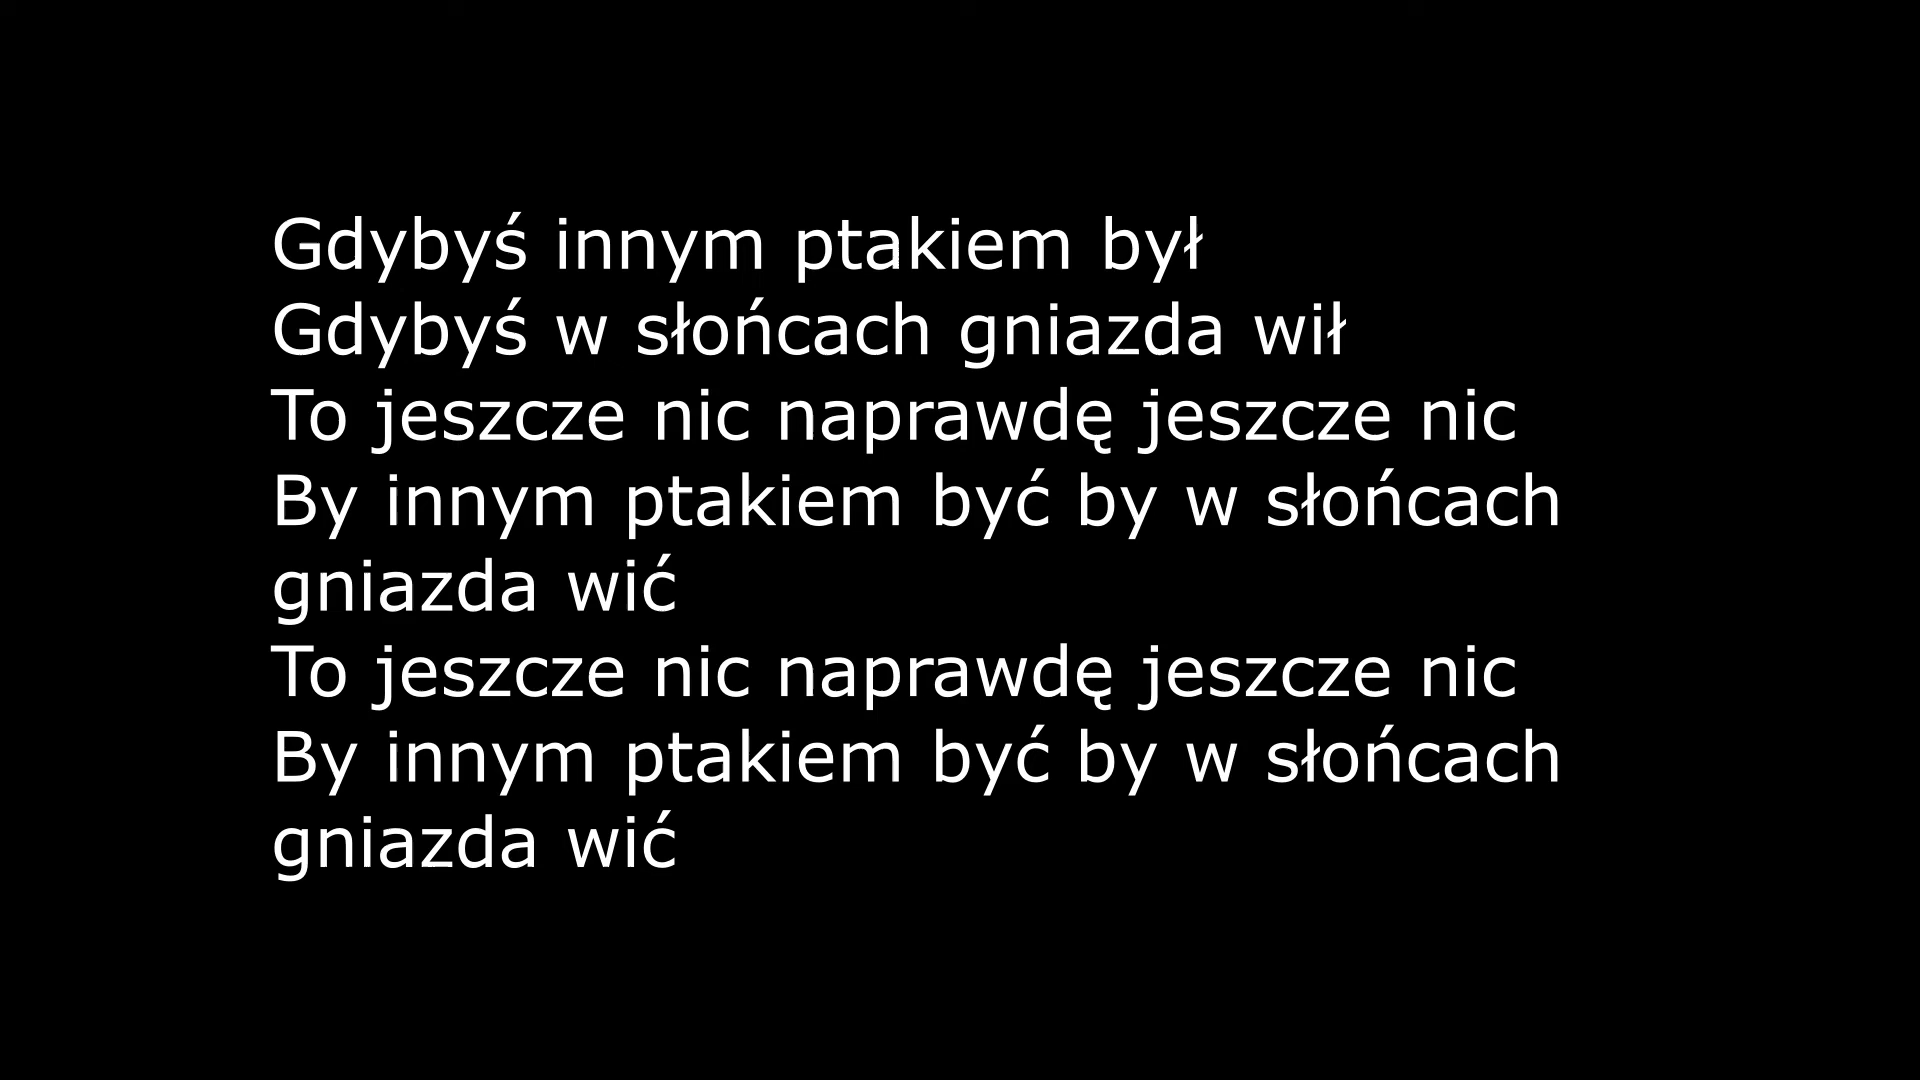 Gdybyś innym ptakiem był
Gdybyś w słońcach gniazda wił
To jeszcze nic naprawdę jeszcze nic
By innym ptakiem być by w słońcach
gniazda wić
To jeszcze nic naprawdę jeszcze nic
By innym ptakiem być by w słońcach
gniazda wić